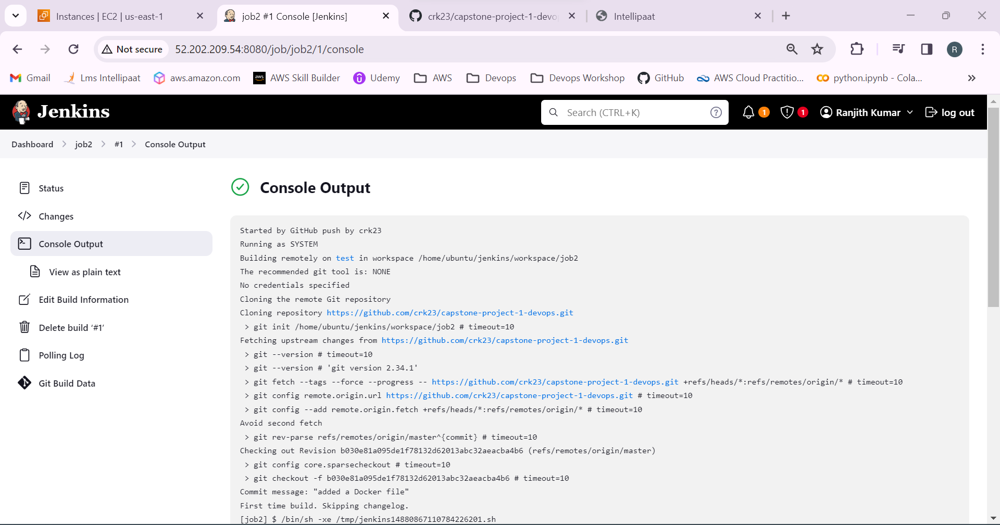 Instances | EC2 | us-east-1
job2 #1 Console [Jenkins]
crk23/capstone-project-1-devo
Intellipaat
Not secure
52.202.209.54:8080/job/job2/1/console
R
Gmail
Lms Intellipaat
aws.amazon.com
aws
AWS Skill Builder
Udemy
AWS
Devops
Devops Workshop
GitHub
AWS Cloud Practitio...
python.ipynb - Cola...
Jenkins
Search (CTRL+K)
1
1
Ranjith Kumar
log out
Dashboard
job2
#1
Console Output
Status
Changes
Console Output
View as plain text
Edit Build Information
Delete build ‘#1’
Polling Log
Git Build Data
Console Output
Started by GitHub push by crk23
Running as SYSTEM
Building remotely on test in workspace /home/ubuntu/jenkins/workspace/job2
The recommended git tool is: NONE
No credentials specified
Cloning the remote Git repository
Cloning repository https://github.com/crk23/capstone-project-1-devops.git
> git init /home/ubuntu/jenkins/workspace/job2 # timeout=10
Fetching upstream changes from https://github.com/crk23/capstone-project-1-devops.git
> git --version # timeout=10
> git --version # 'git version 2.34.1'
> git fetch --tags --force --progress -- https://github.com/crk23/capstone-project-1-devops.git +refs/heads/*:refs/remotes/origin/* # timeout=10
> git config remote.origin.url https://github.com/crk23/capstone-project-1-devops.git # timeout=10
> git config --add remote.origin.fetch +refs/heads/*:refs/remotes/origin/* # timeout=10
Avoid second fetch
> git rev-parse refs/remotes/origin/master^{commit} # timeout=10
Checking out Revision b030e81a095de1f78132d62013abc32aeacba4b6 (refs/remotes/origin/master)
> git config core.sparsecheckout # timeout=10
> git checkout -f b030e81a095de1f78132d62013abc32aeacba4b6 # timeout=10
Commit message: "added a Docker file"
First time build. Skipping changelog.
[job2] $ /bin/sh -xe /tmp/jenkins14880867110784226201.sh